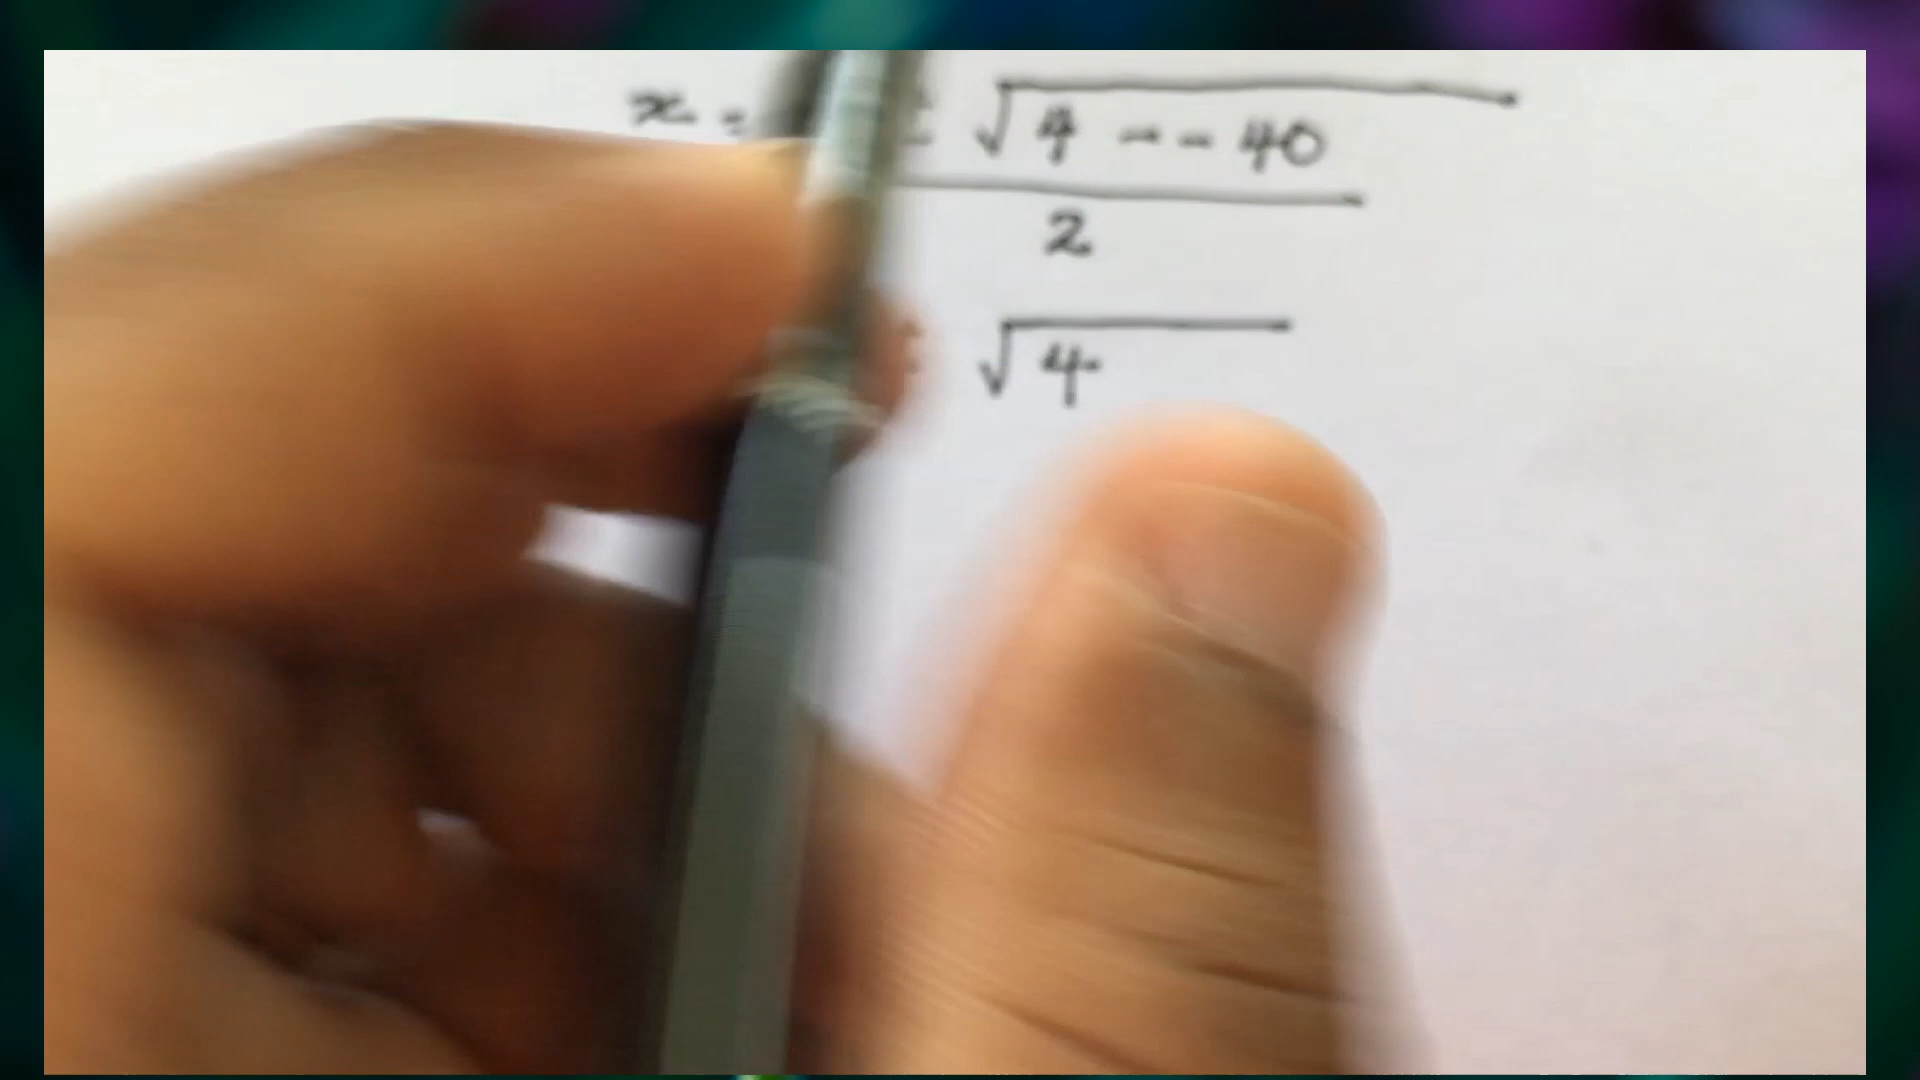 x = ± √4 - - 40
2
± √4